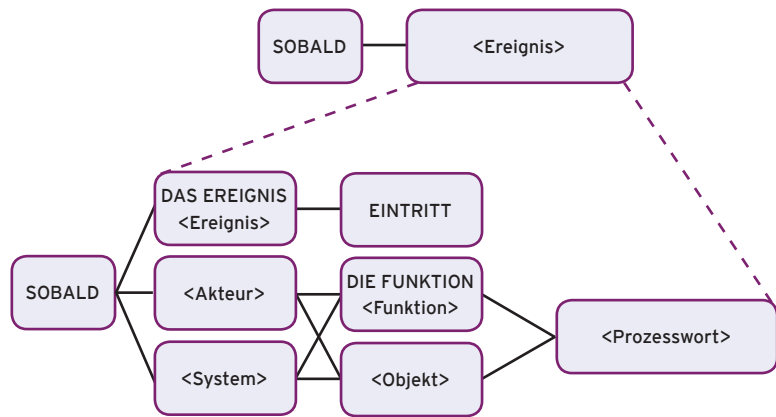 SOBALD
<Ereignis>
DAS EREIGNIS
<Ereignis>
EINTRITT
SOBALD
<Akteur>
DIE FUNKTION
<Funktion>
<Prozesswort>
<System>
<Objekt>